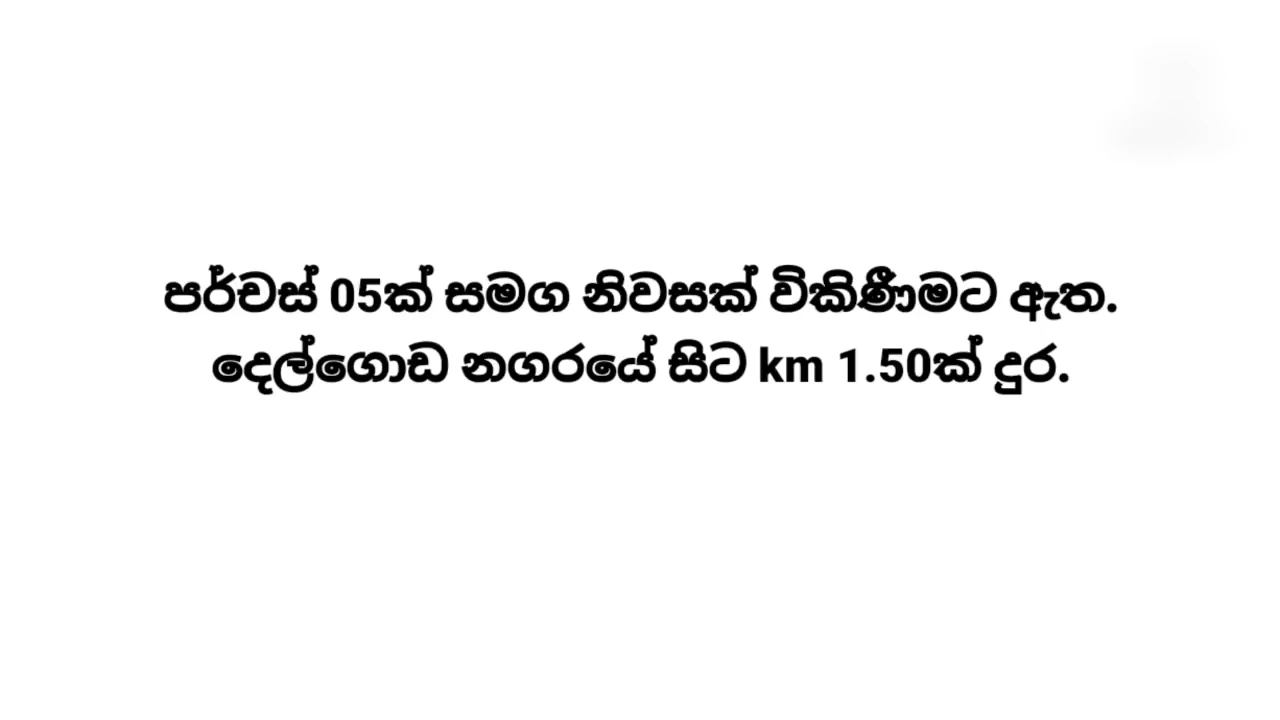 පර්චස් 05ක් සමග නිවසක් විකිණීමට ඇත.
දෙල්ගොඩ නගරයේ සිට km 1.50ක් දුර.